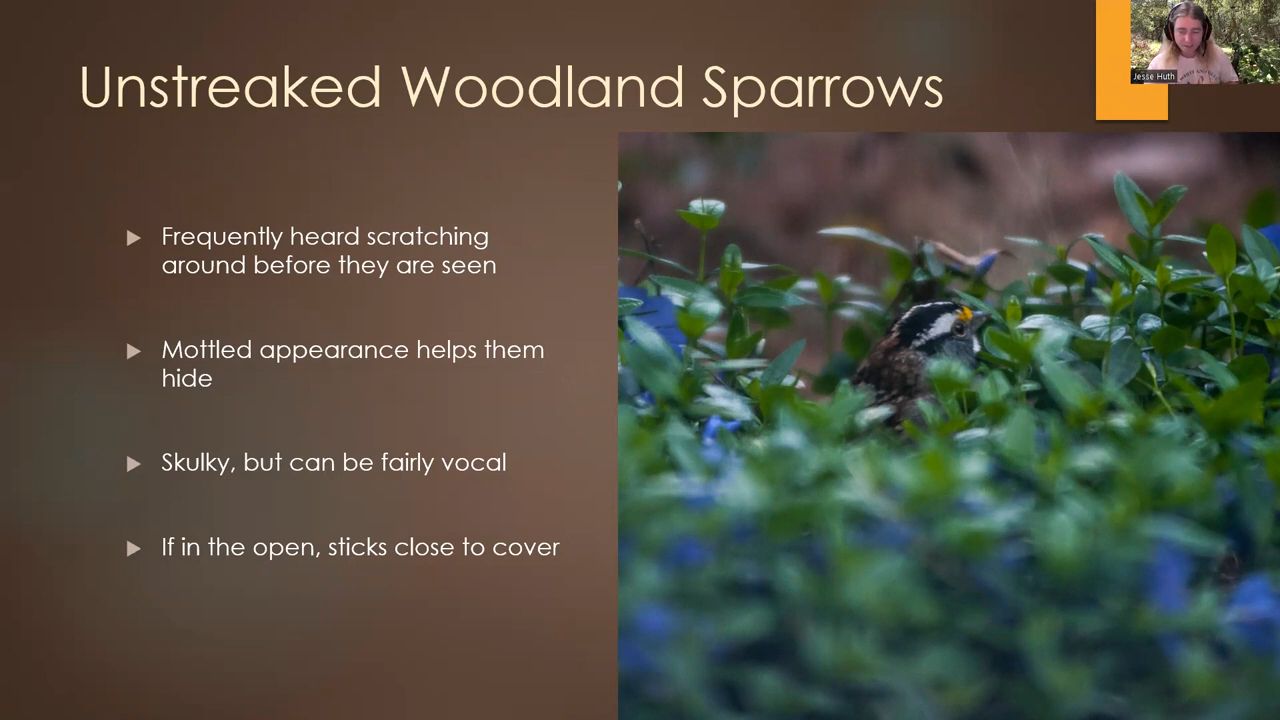 Unstreaked Woodland Sparrows
Jesse Huth
Frequently heard scratching
around before they are seen
Mottled appearance helps them
hide
Skulky, but can be fairly vocal
If in the open, sticks close to cover